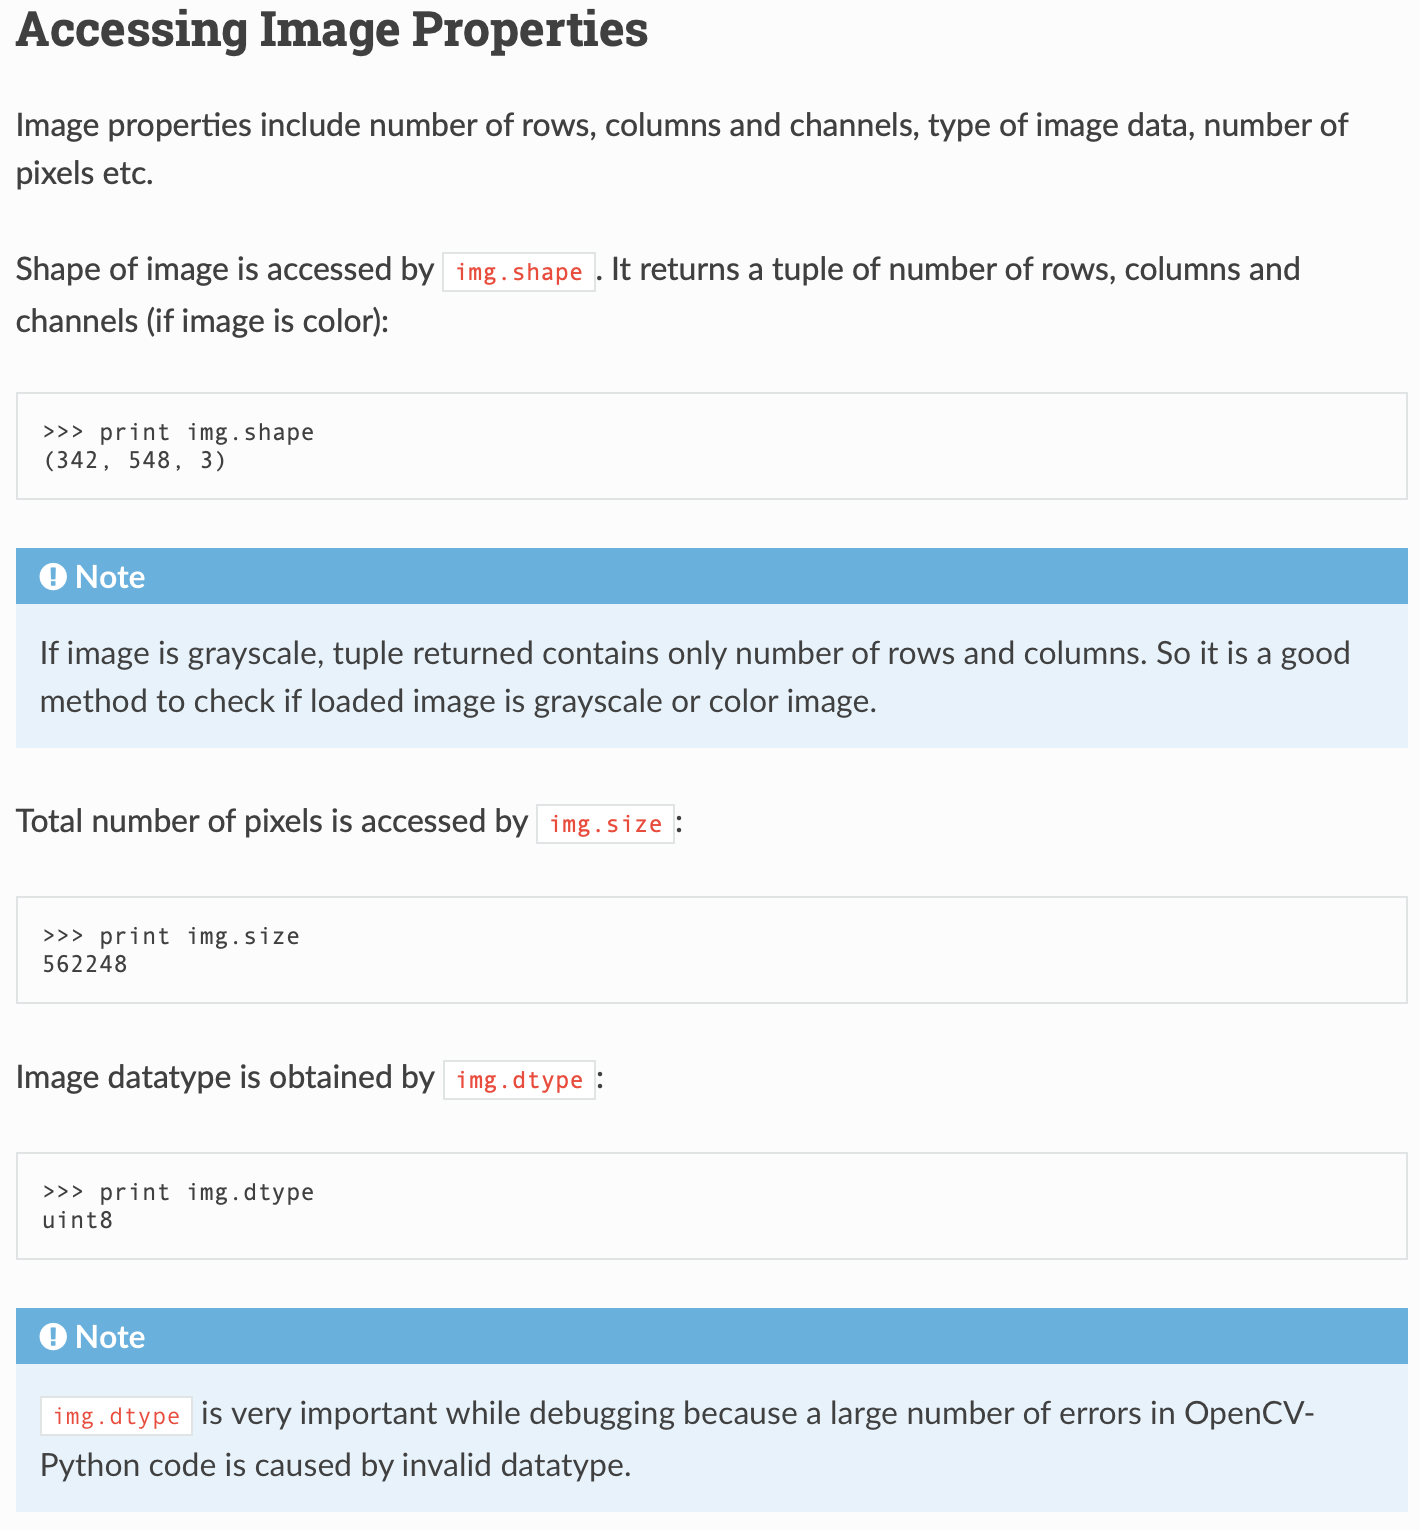 Accessing Image Properties
Image properties include number of rows, columns and channels, type of image data, number of
pixels etc.
Shape of image is accessed by img.shape. It returns a tuple of number of rows, columns and
channels (if image is color):
>>> print img.shape
(342, 548, 3)
Note
If image is grayscale, tuple returned contains only number of rows and columns. So it is a good
method to check if loaded image is grayscale or color image.
Total number of pixels is accessed by img.size:
>>> print img.size
562248
Image datatype is obtained by img.dtype:
>>> print img.dtype
uint8
Note
img.dtype is very important while debugging because a large number of errors in OpenCV-
Python code is caused by invalid datatype.